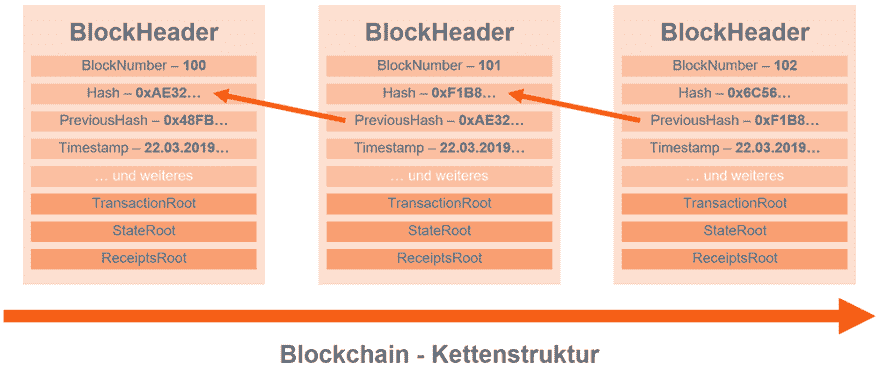 BlockHeader
BlockNumber – 100
Hash – 0xAE32...
PreviousHash – 0x48FB...
Timestamp – 22.03.2019...
... und weiteres
TransactionRoot
StateRoot
ReceiptsRoot
BlockHeader
BlockNumber – 101
Hash – 0xF1B8...
PreviousHash – 0xAE32...
Timestamp – 22.03.2019...
... und weiteres
TransactionRoot
StateRoot
ReceiptsRoot
BlockHeader
BlockNumber – 102
Hash – 0x6C56...
PreviousHash – 0xF1B8...
Timestamp – 22.03.2019...
... und weiteres
TransactionRoot
StateRoot
ReceiptsRoot
Blockchain - Kettenstruktur